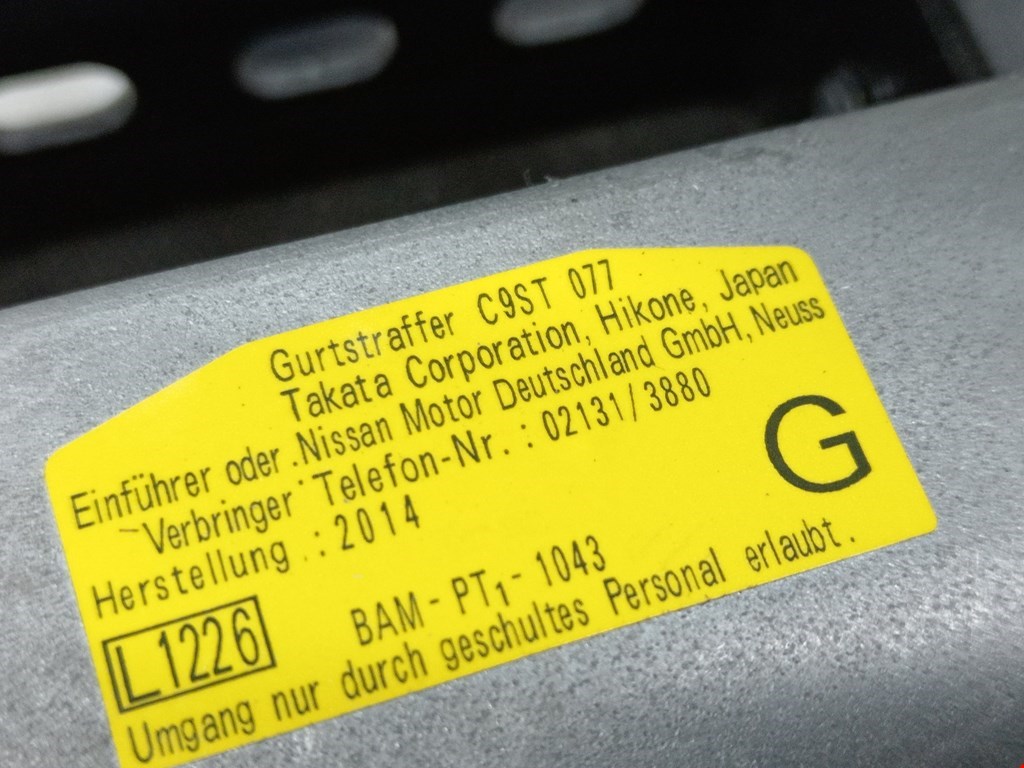 Gurtstraffer C9ST 077
Takata Corporation, Hikone, Japan
Einführer oder : Nissan Motor Deutschland GmbH, Neuss
Verbringer Telefon-Nr. : 02131/3880
Herstellung : 2014
G
L1226 BAM - PT1 - 1043
Umgang nur durch geschultes Personal erlaubt.